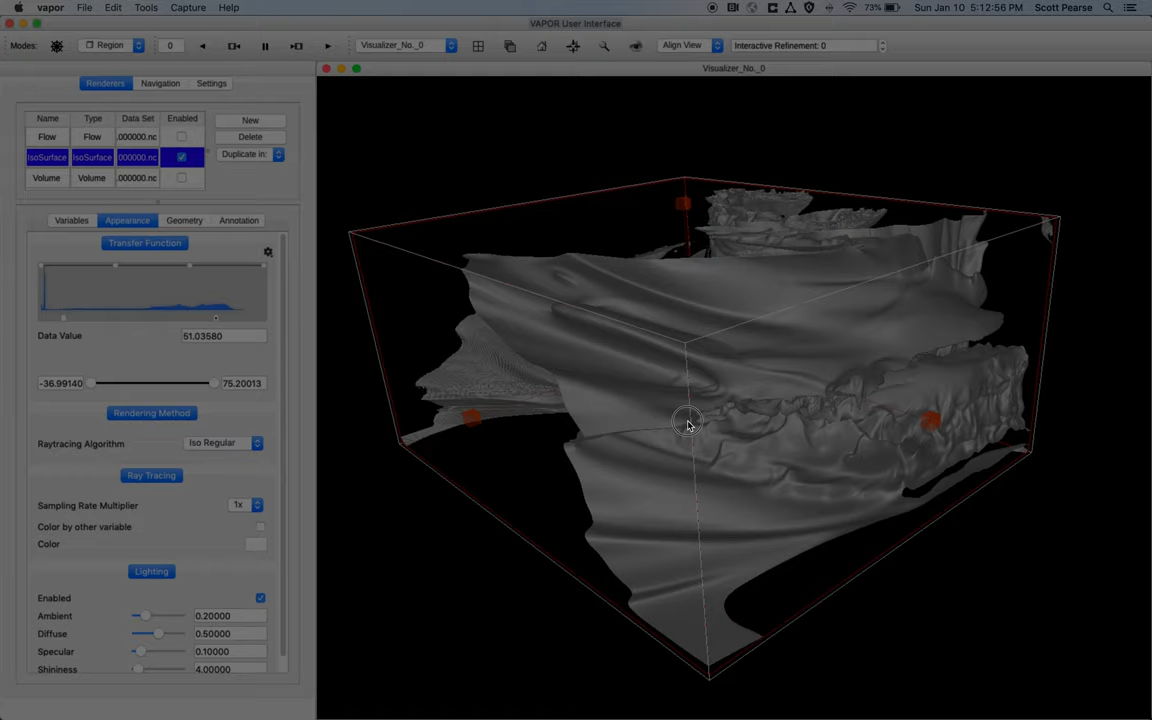 vapor File Edit Tools Capture Help 73% Sun Jan 10 5:12:56 PM Scott Pearse
VAPOR User Interface
Modes: Region 0 Visualizer_No._0 Align View Interactive Refinement: 0
Visualizer_No._0
Renderers Navigation Settings
Name Type Data Set Enabled New
Flow Flow .000000.nc Delete
IsoSurface IsoSurface 000000.nc Duplicate in:
Volume Volume .000000.nc
Variables Appearance Geometry Annotation
Transfer Function
Data Value 51.03580
-36.99140 75.20013
Rendering Method
Raytracing Algorithm Iso Regular
Ray Tracing
Sampling Rate Multiplier 1x
Color by other variable
Color
Lighting
Enabled
Ambient 0.20000
Diffuse 0.50000
Specular 0.10000
Shininess 4.00000